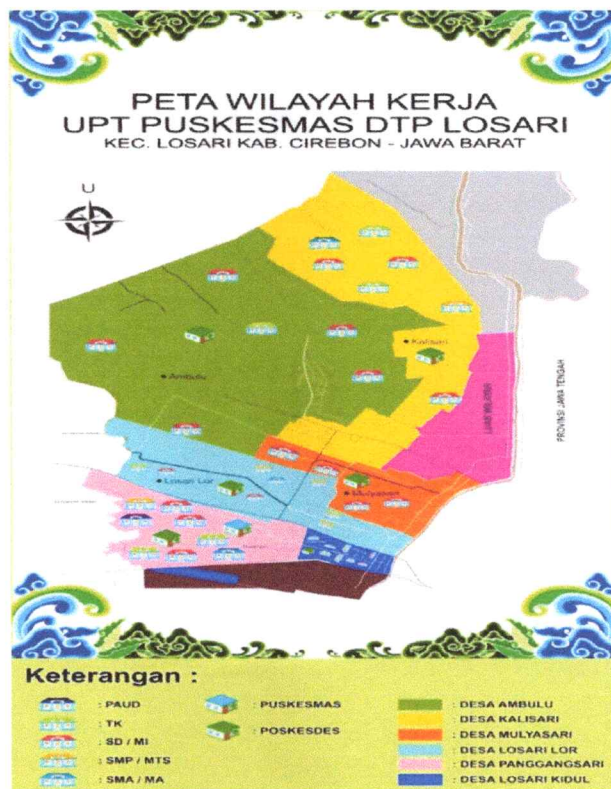 PETA WILAYAH KERJA
UPT PUSKESMAS DTP LOSARI
KEC. LOSARI KAB. CIREBON - JAWA BARAT
U
Kalisari
Ambulu
LUAR WILAYAH
PROVINSI JAWA TENGAH
Losari Lor
Mulyasari
Keterangan :
: PAUD
: TK
: SD / MI
: SMP / MTS
: SMA / MA
: PUSKESMAS
: POSKESDES
: DESA AMBULU
: DESA KALISARI
: DESA MULYASARI
: DESA LOSARI LOR
: DESA PANGGANGSARI
: DESA LOSARI KIDUL